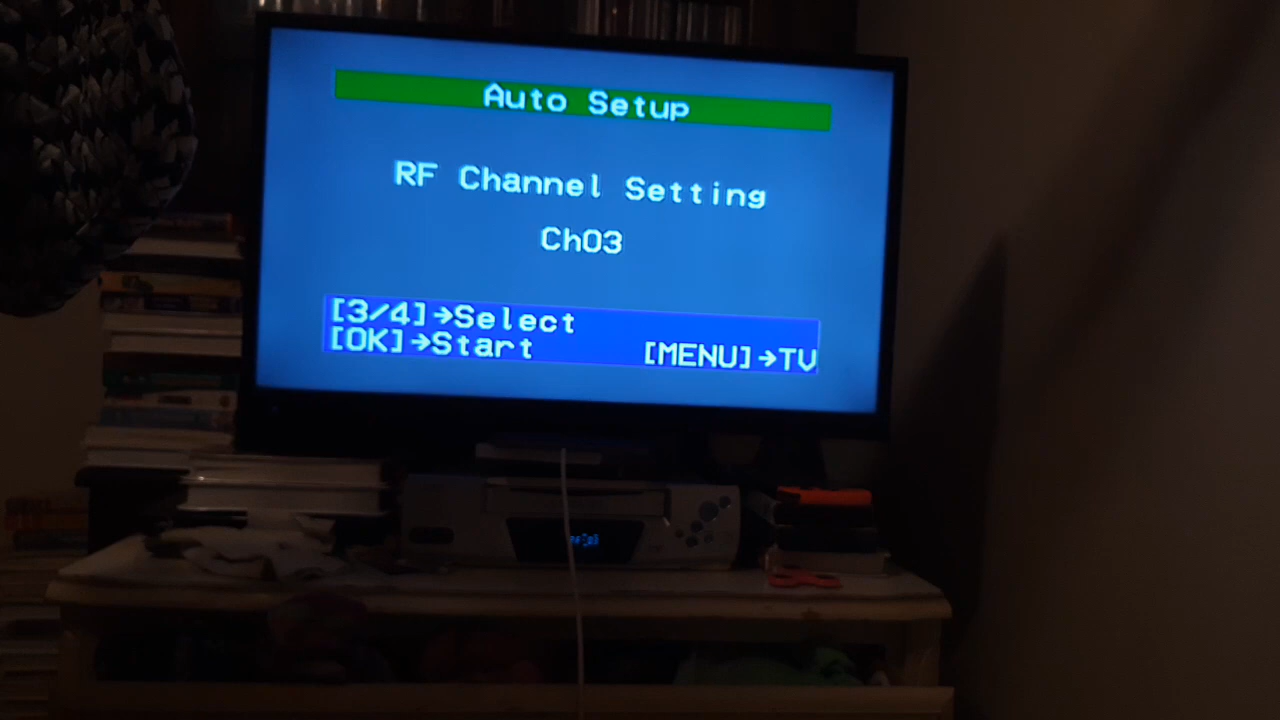 Auto Setup
RF Channel Setting
Ch03
[3/4]→Select
[OK]→Start [MENU]→TV